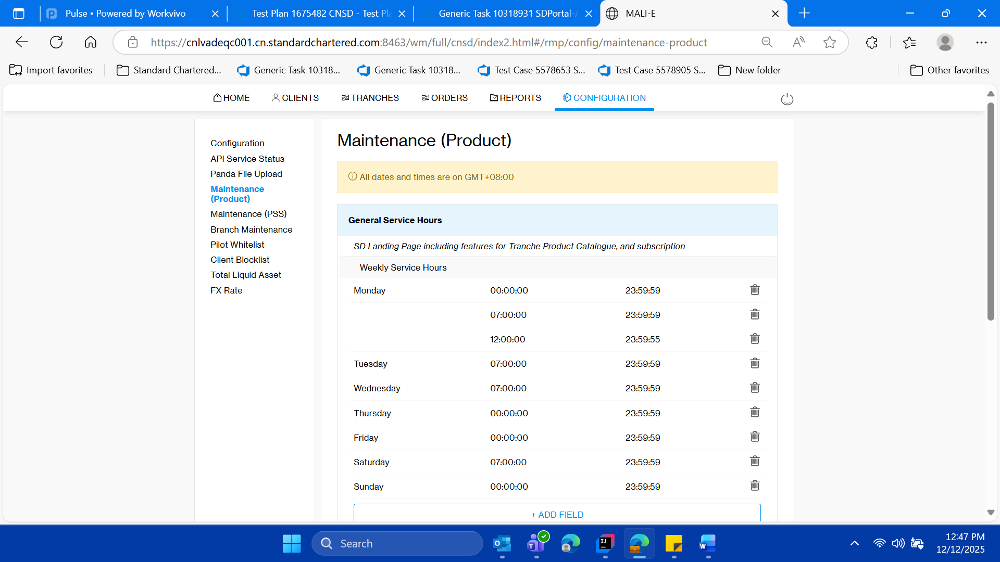 Pulse • Powered by Workvivo
Test Plan 1675482 CNSD - Test Pla
Generic Task 10318931 SDPortal-A
MALI-E
https://cnlvadeqc001.cn.standardchartered.com:8463/wm/full/cnsd/index2.html#/rmp/config/maintenance-product
Import favorites
Standard Chartered...
Generic Task 10318...
Generic Task 10318...
Test Case 5578653 S...
Test Case 5578905 S...
New folder
Other favorites
HOME
CLIENTS
TRANCHES
ORDERS
REPORTS
CONFIGURATION
Configuration
API Service Status
Panda File Upload
Maintenance
(Product)
Maintenance (PSS)
Branch Maintenance
Pilot Whitelist
Client Blocklist
Total Liquid Asset
FX Rate
Maintenance (Product)
All dates and times are on GMT+08:00
General Service Hours
SD Landing Page including features for Tranche Product Catalogue, and subscription
Weekly Service Hours
Monday 00:00:00 23:59:59
07:00:00 23:59:59
12:00:00 23:59:55
Tuesday 07:00:00 23:59:59
Wednesday 07:00:00 23:59:59
Thursday 00:00:00 23:59:59
Friday 00:00:00 23:59:59
Saturday 07:00:00 23:59:59
Sunday 00:00:00 23:59:59
+ ADD FIELD
Search
12:47 PM
12/12/2025